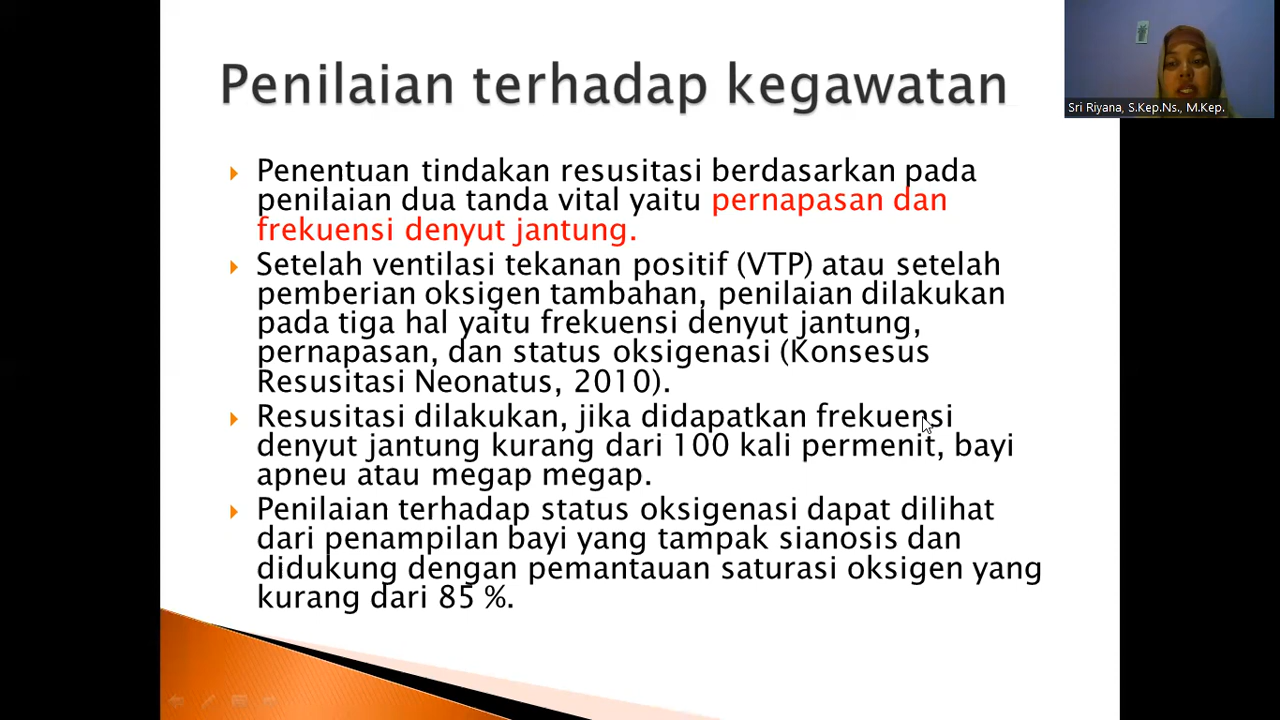 Penilaian terhadap kegawatan
Sri Riyana, S.Kep.Ns., M.Kep.
Penentuan tindakan resusitasi berdasarkan pada
penilaian dua tanda vital yaitu pernapasan dan
frekuensi denyut jantung.
Setelah ventilasi tekanan positif (VTP) atau setelah
pemberian oksigen tambahan, penilaian dilakukan
pada tiga hal yaitu frekuensi denyut jantung,
pernapasan, dan status oksigenasi (Konsesus
Resusitasi Neonatus, 2010).
Resusitasi dilakukan, jika didapatkan frekuensi
denyut jantung kurang dari 100 kali permenit, bayi
apneu atau megap megap.
Penilaian terhadap status oksigenasi dapat dilihat
dari penampilan bayi yang tampak sianosis dan
didukung dengan pemantauan saturasi oksigen yang
kurang dari 85 %.